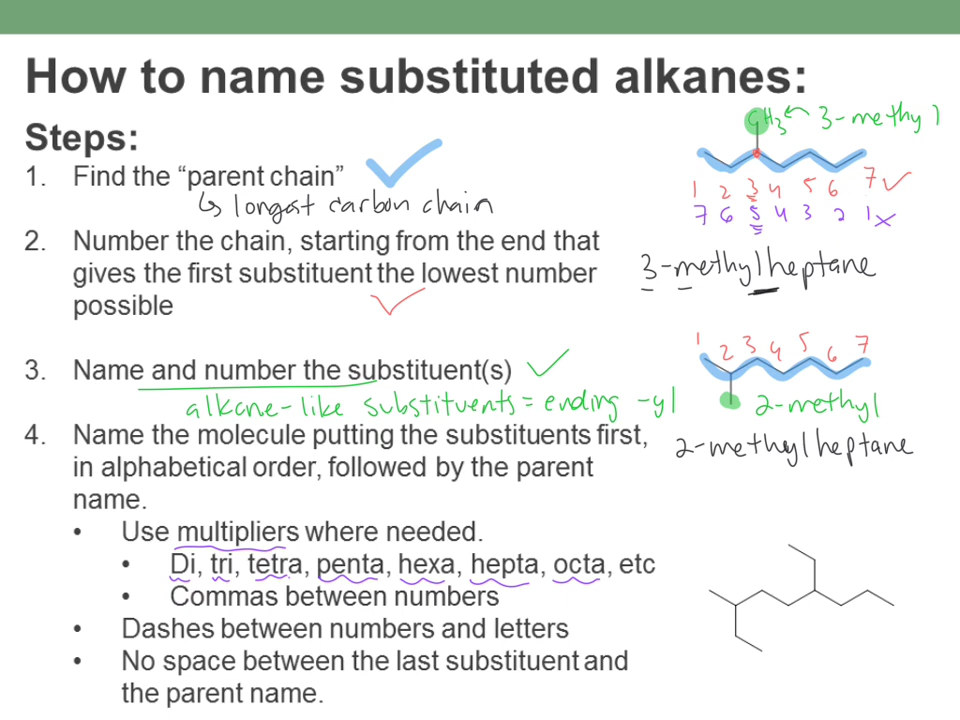 How to name substituted alkanes:
Steps:
1. Find the “parent chain”
↳ longest carbon chain
2. Number the chain, starting from the end that
gives the first substituent the lowest number
possible
3. Name and number the substituent(s)
alkane-like substituents = ending -yl
4. Name the molecule putting the substituents first,
in alphabetical order, followed by the parent
name.
• Use multipliers where needed.
• Di, tri, tetra, penta, hexa, hepta, octa, etc
• Commas between numbers
• Dashes between numbers and letters
• No space between the last substituent and
the parent name.
CH3 ← 3-methyl
1 2 3 4 5 6 7 ✓
7 6 5 4 3 2 1 ×
3-methylheptane
1 2 3 4 5 6 7
2-methyl
2-methylheptane